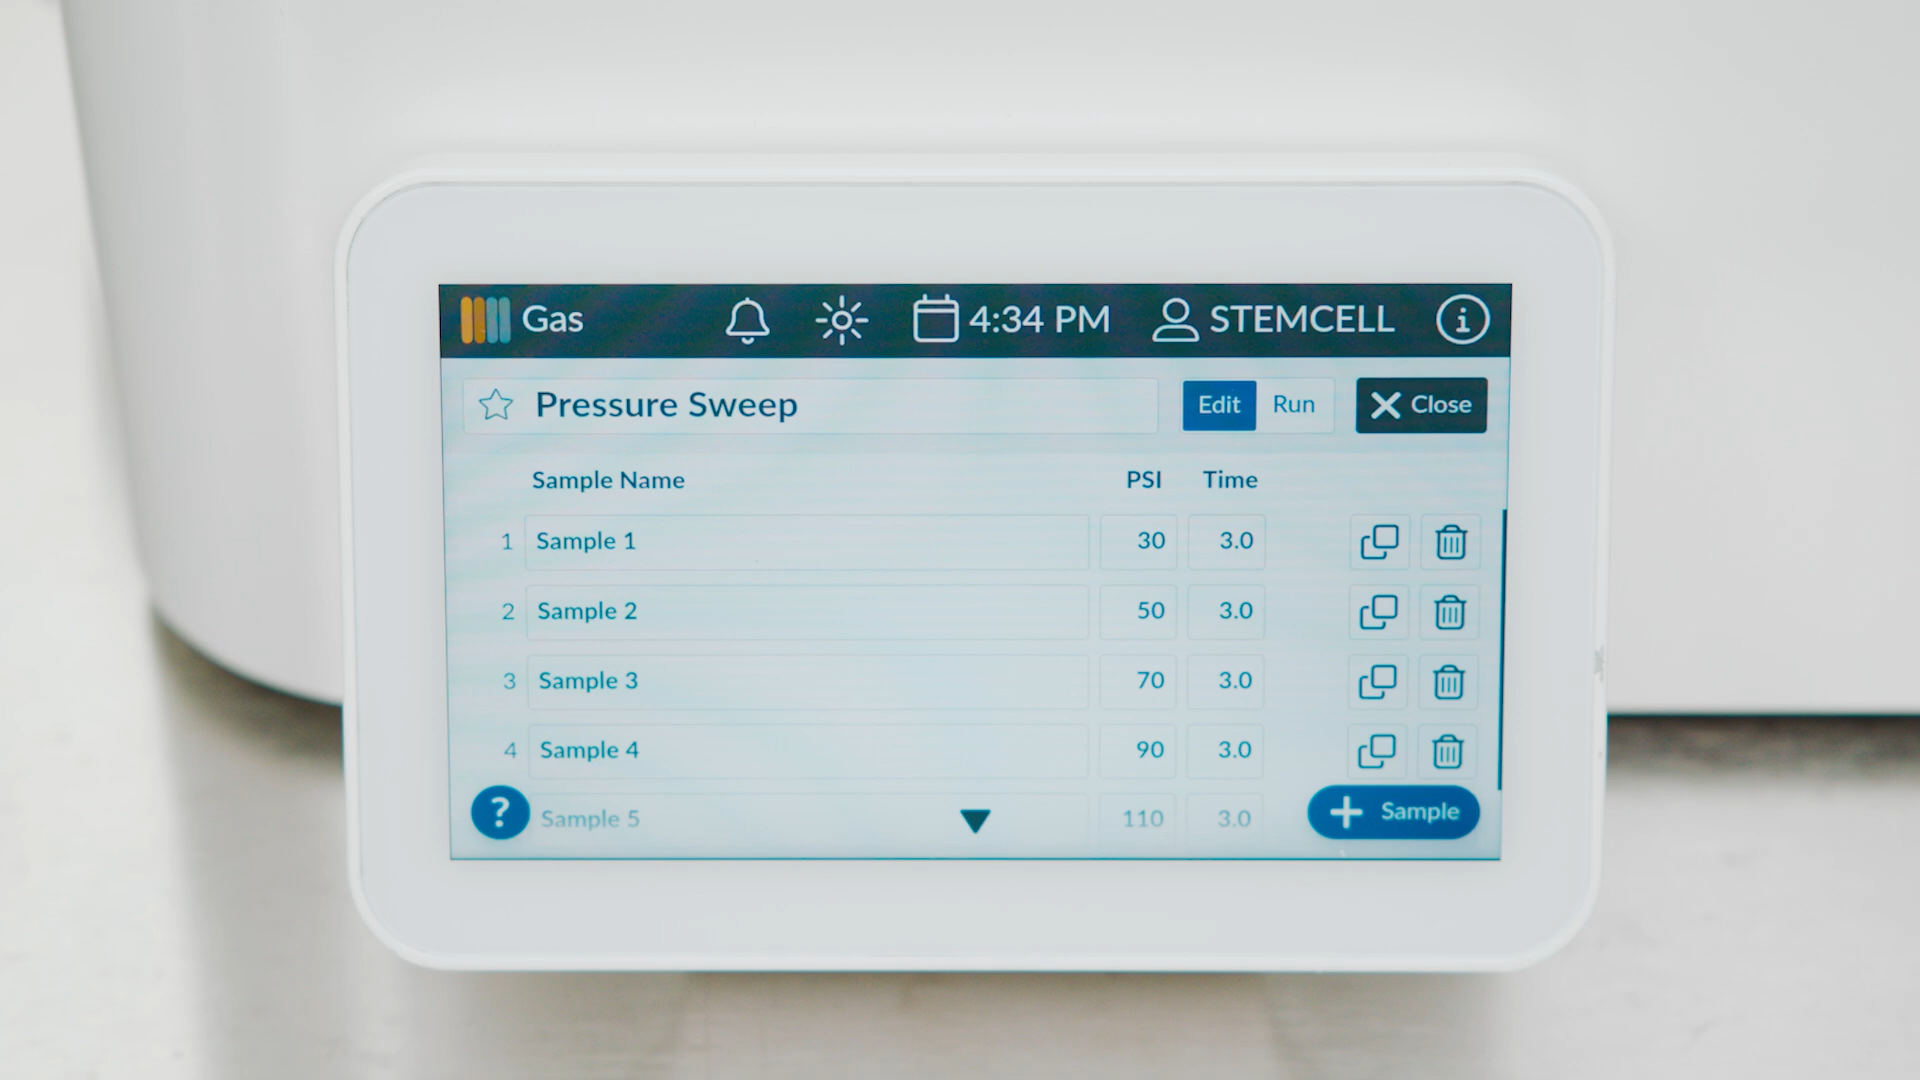 Gas 4:34 PM STEMCELL i
Pressure Sweep Edit Run Close
Sample Name PSI Time
1 Sample 1 30 3.0
2 Sample 2 50 3.0
3 Sample 3 70 3.0
4 Sample 4 90 3.0
? Sample 5 110 3.0 + Sample